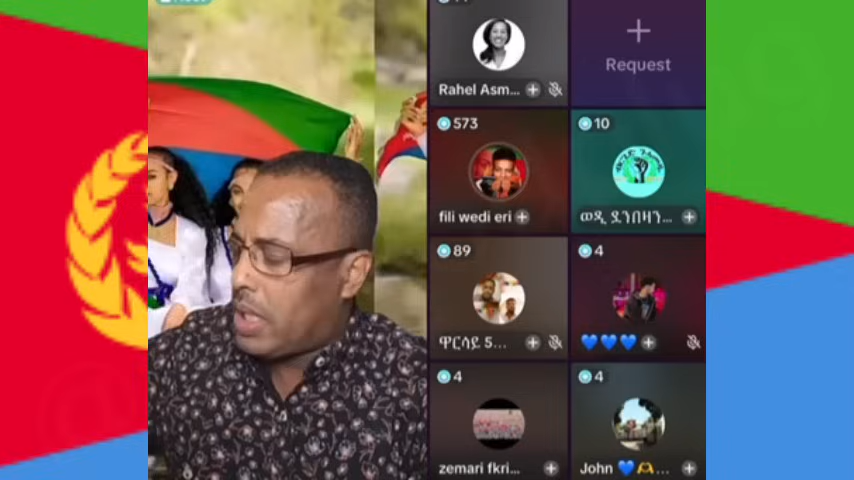 Rahel Asm...
Request
573
10
fili wedi eri
ወዲ ደንበዛን...
89
4
ዋርሳይ 5...
💙💙💙
4
4
zemari fkri...
John 💙🫶...